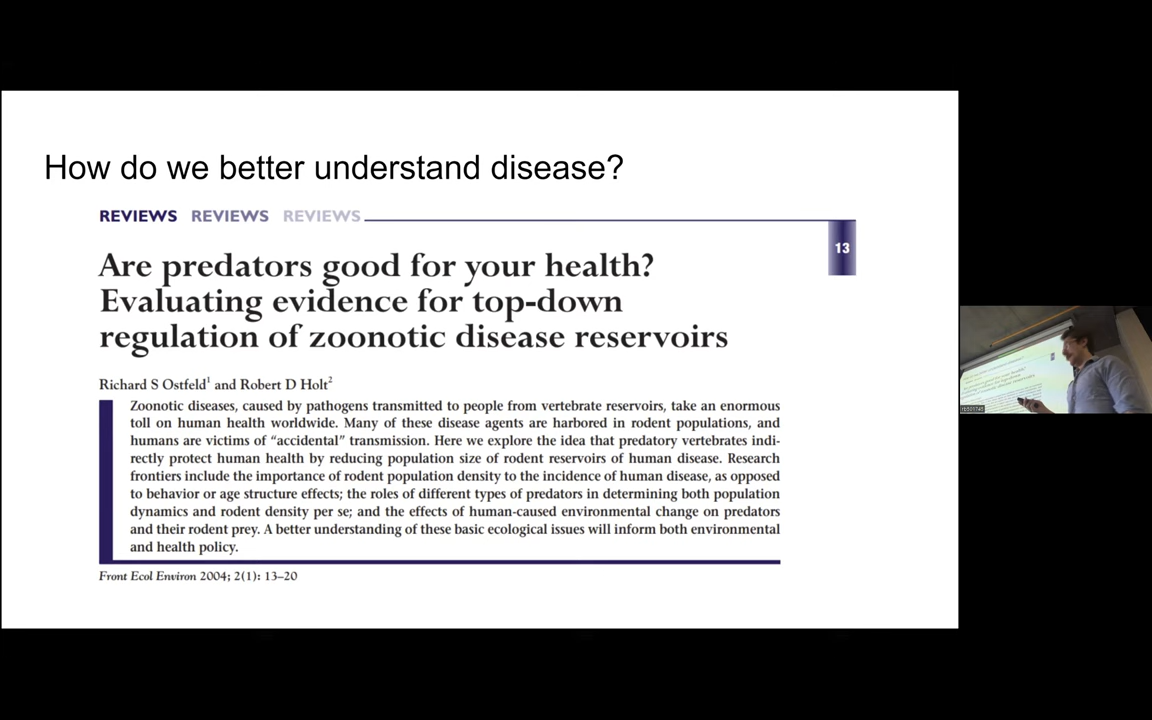 How do we better understand disease?
REVIEWS REVIEWS REVIEWS
13
Are predators good for your health?
Evaluating evidence for top-down
regulation of zoonotic disease reservoirs
Richard S Ostfeld¹ and Robert D Holt²
Zoonotic diseases, caused by pathogens transmitted to people from vertebrate reservoirs, take an enormous
toll on human health worldwide. Many of these disease agents are harbored in rodent populations, and
humans are victims of “accidental” transmission. Here we explore the idea that predatory vertebrates indi-
rectly protect human health by reducing population size of rodent reservoirs of human disease. Research
frontiers include the importance of rodent population density to the incidence of human disease, as opposed
to behavior or age structure effects; the roles of different types of predators in determining both population
dynamics and rodent density per se; and the effects of human-caused environmental change on predators
and their rodent prey. A better understanding of these basic ecological issues will inform both environmental
and health policy.
Front Ecol Environ 2004; 2(1): 13–20